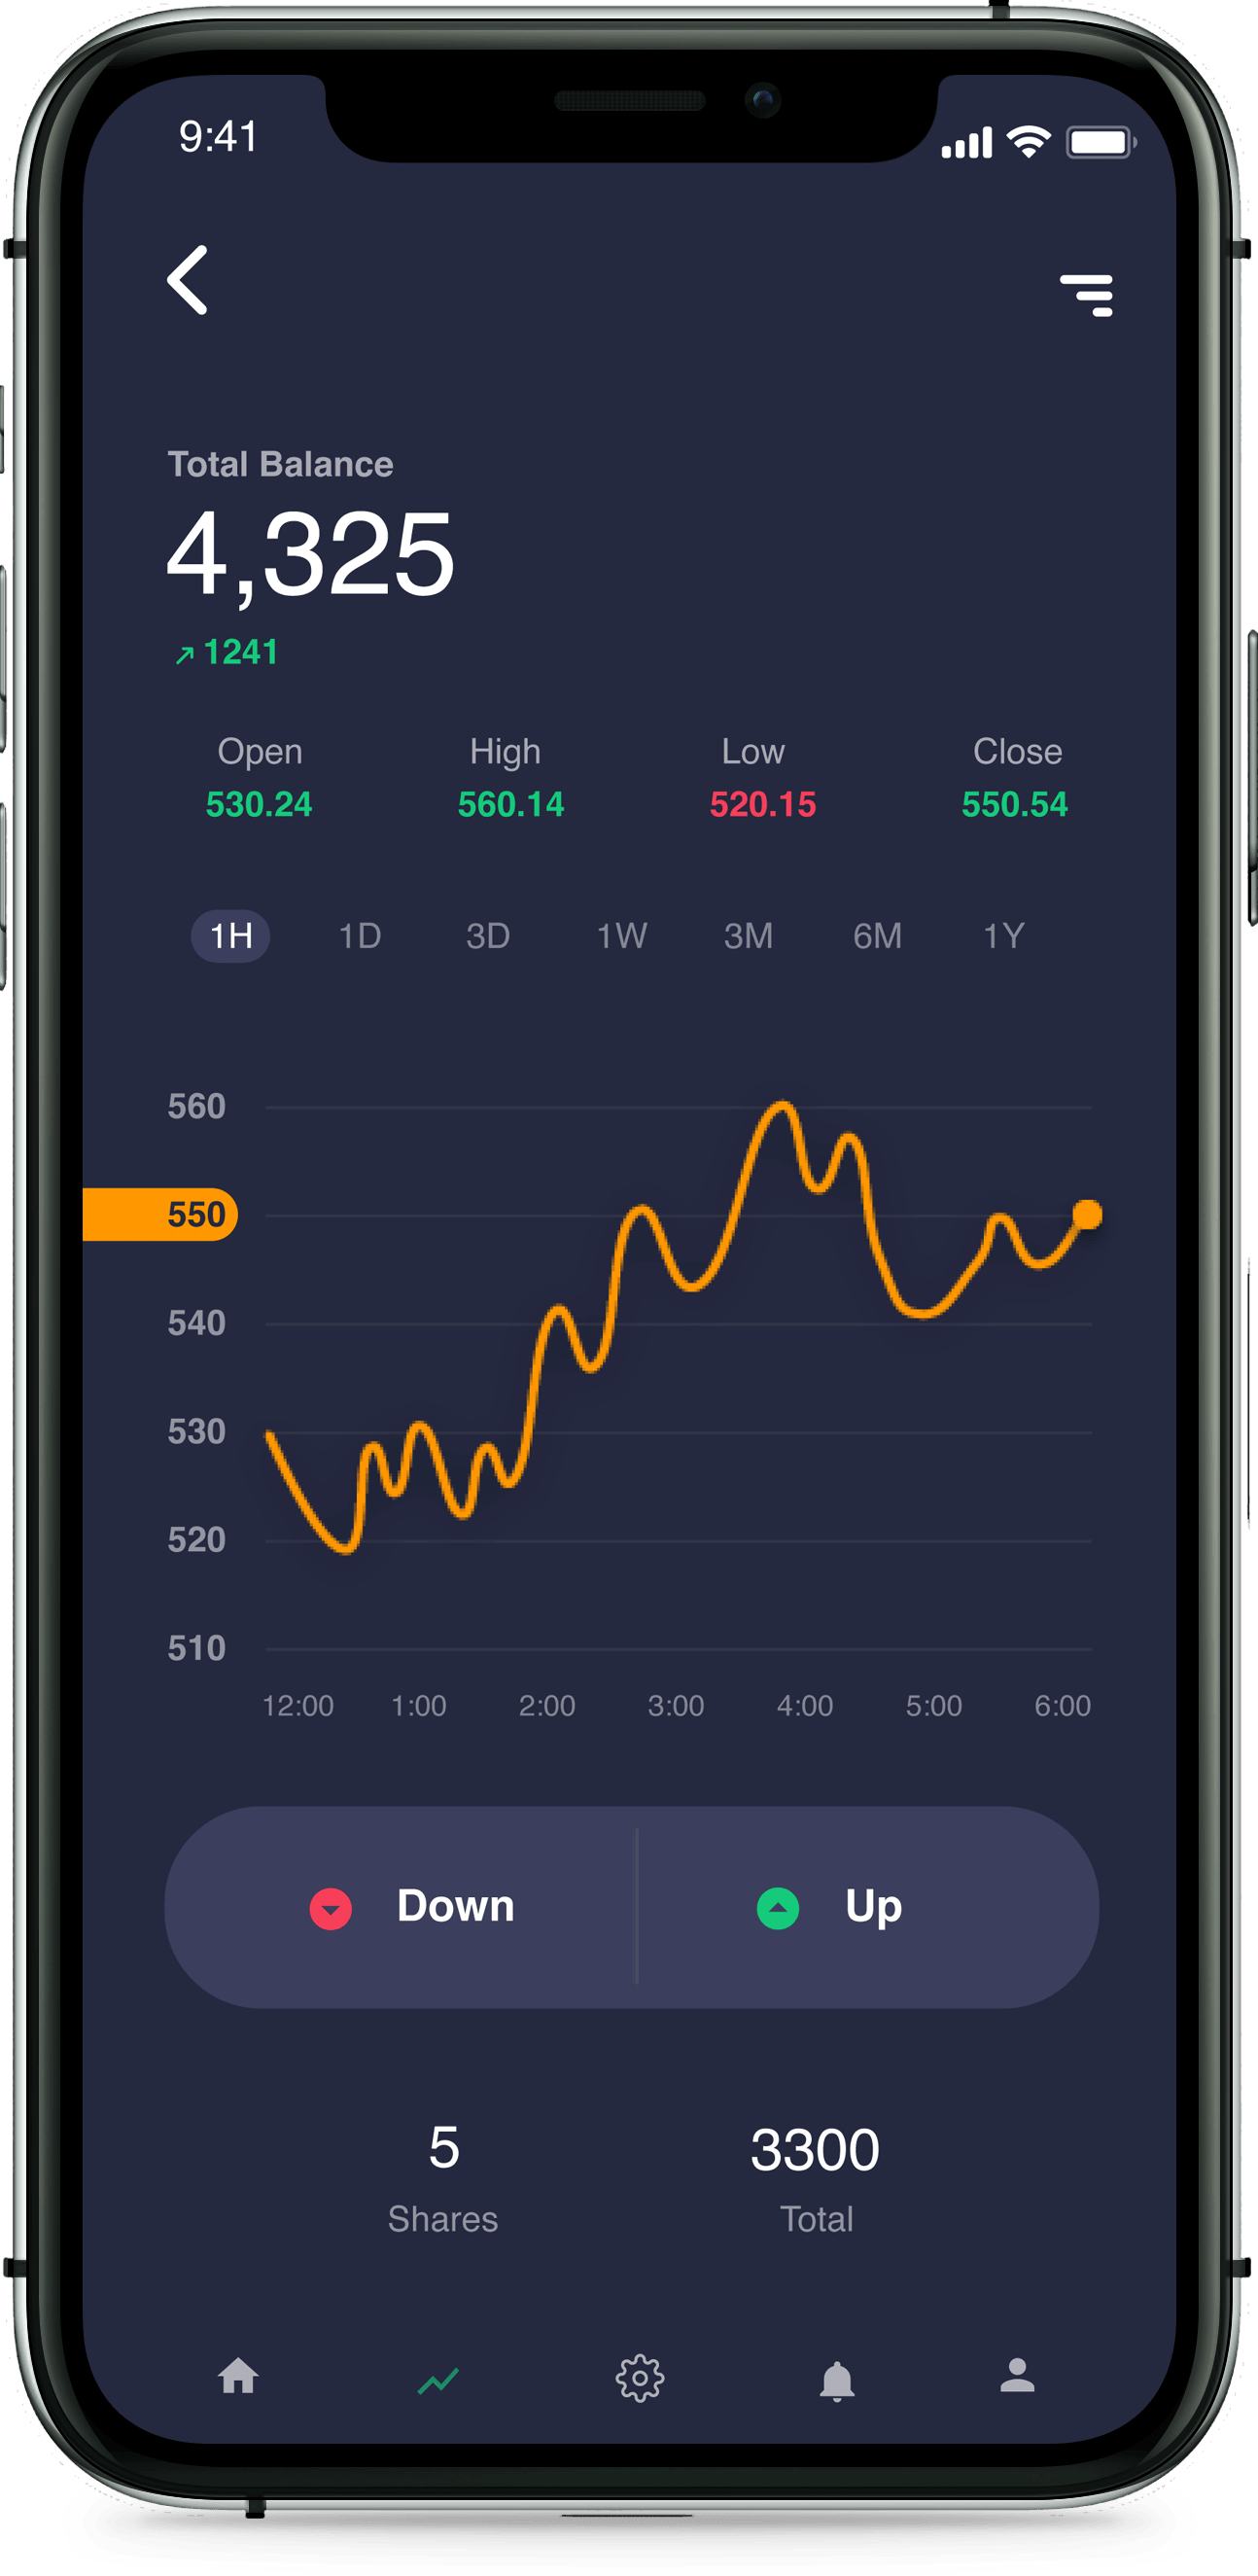 9:41
Total Balance
4,325
↗ 1241
Open High Low Close
530.24 560.14 520.15 550.54
1H 1D 3D 1W 3M 6M 1Y
560
550
540
530
520
510
12:00 1:00 2:00 3:00 4:00 5:00 6:00
Down Up
5 3300
Shares Total